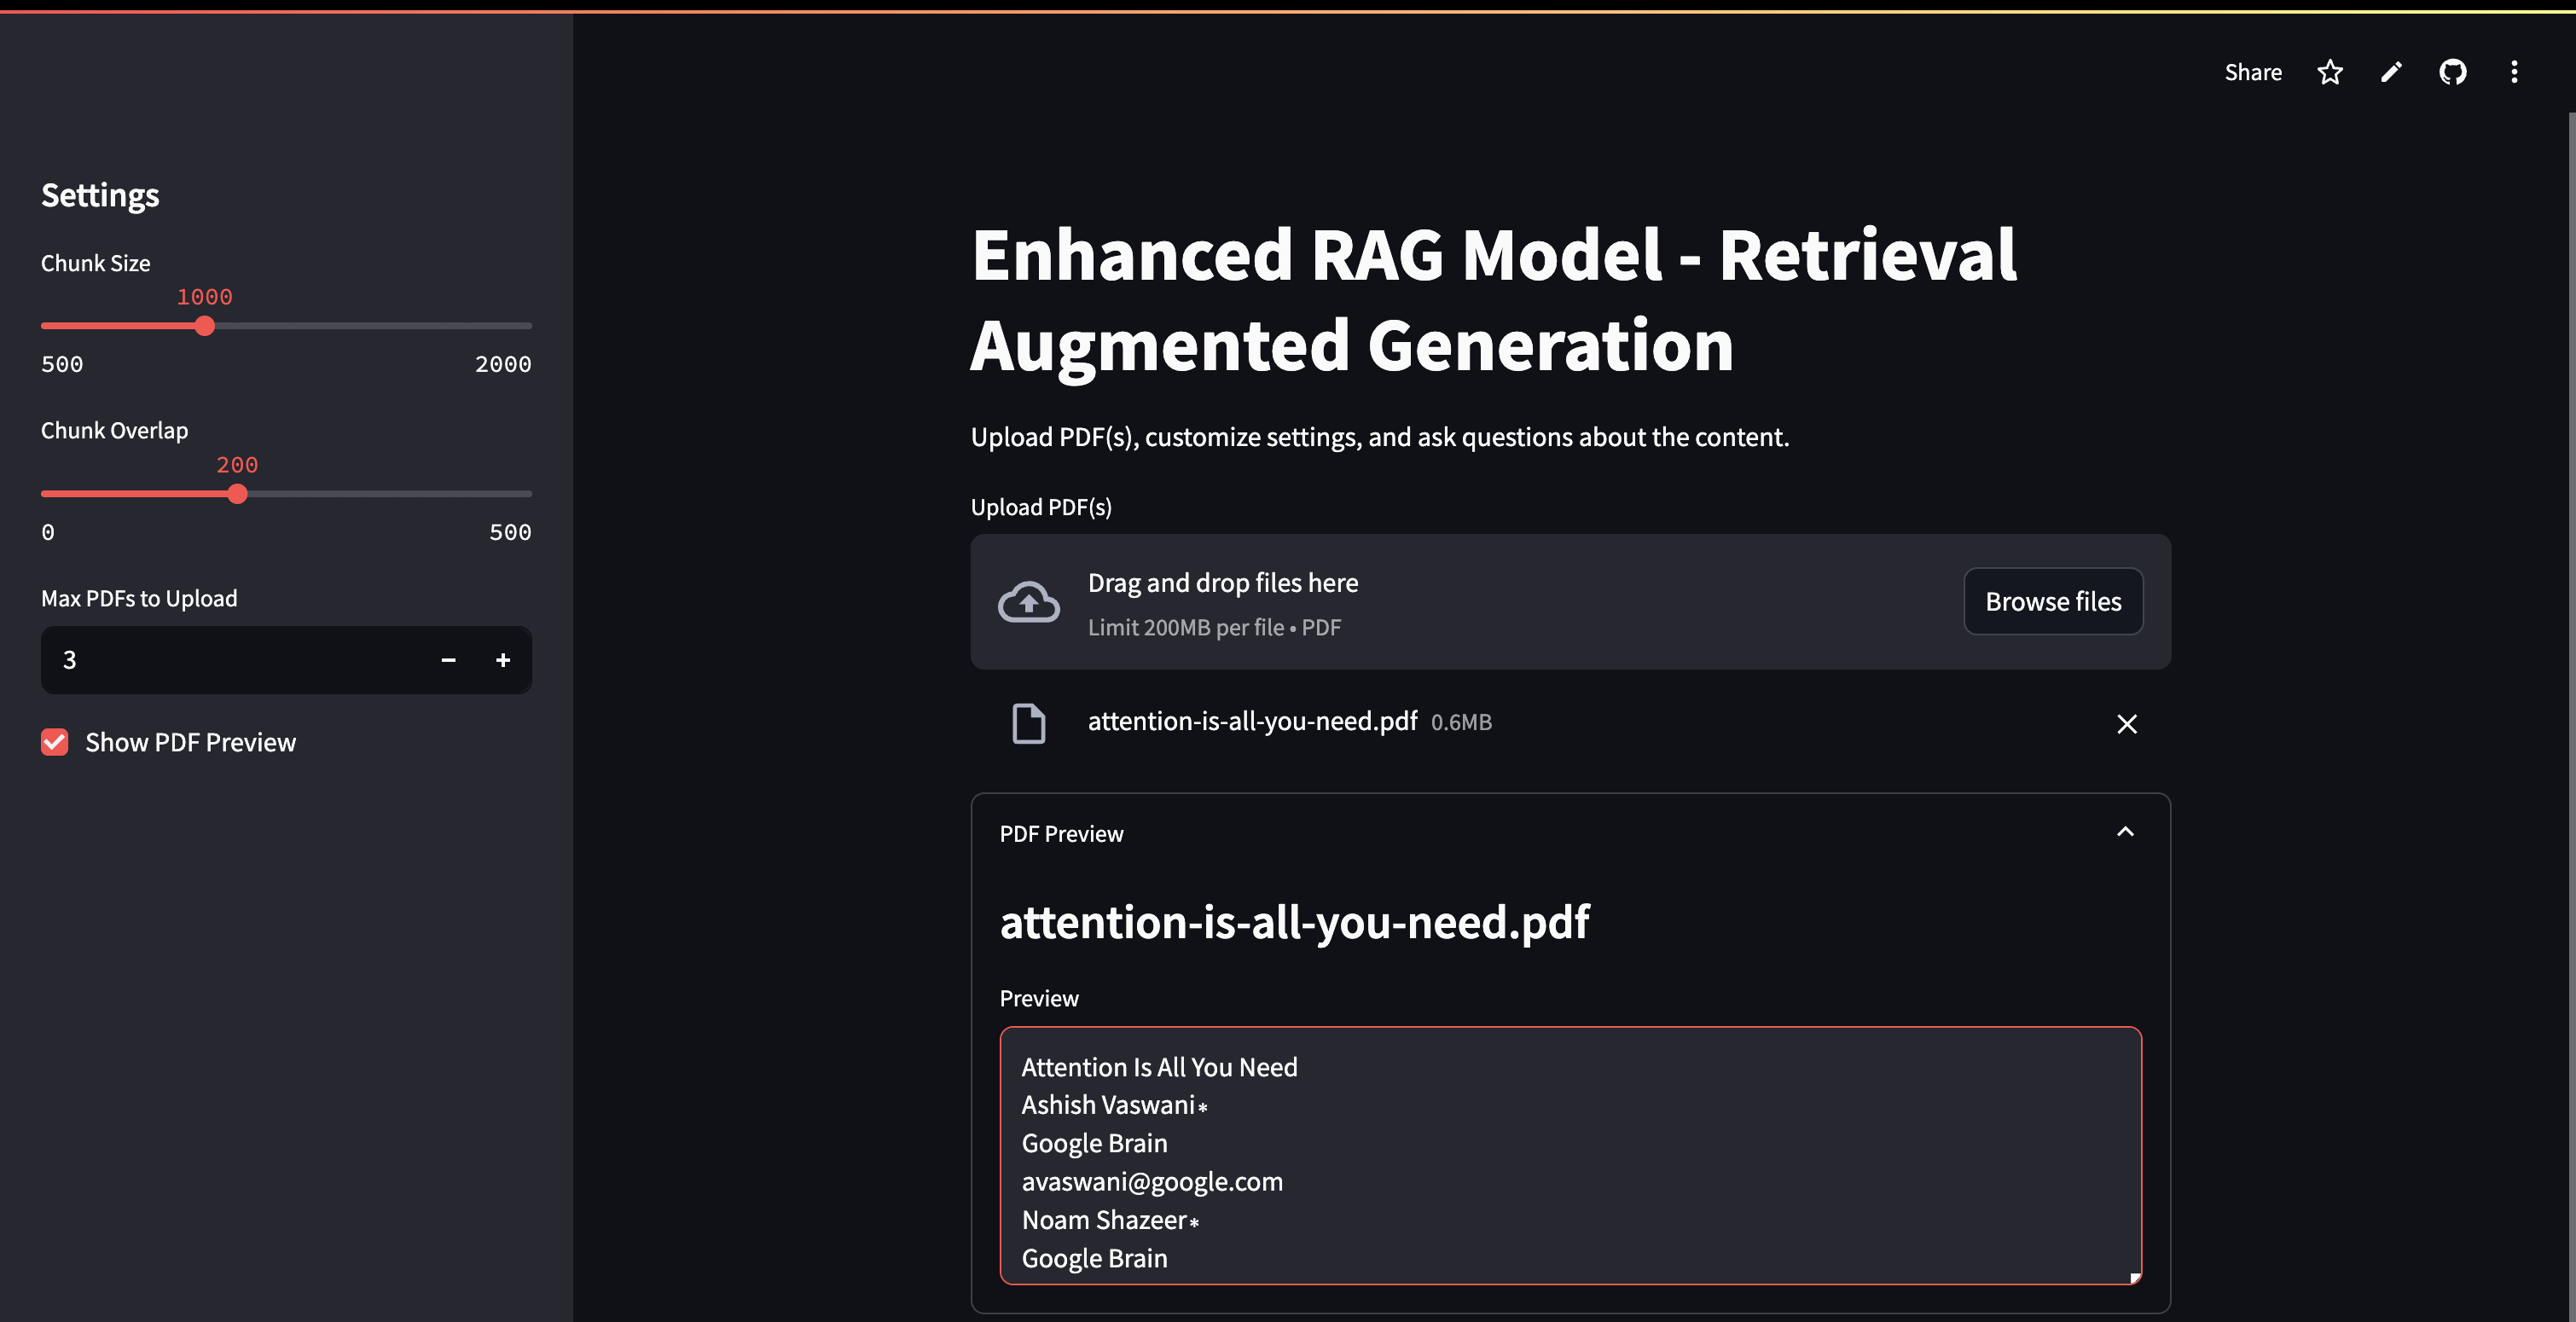 Share
Settings
Chunk Size
1000
500 2000
Chunk Overlap
200
0 500
Max PDFs to Upload
3 − +
Show PDF Preview
Enhanced RAG Model - Retrieval
Augmented Generation
Upload PDF(s), customize settings, and ask questions about the content.
Upload PDF(s)
Drag and drop files here
Limit 200MB per file • PDF
Browse files
attention-is-all-you-need.pdf 0.6MB
PDF Preview
attention-is-all-you-need.pdf
Preview
Attention Is All You Need
Ashish Vaswani∗
Google Brain
avaswani@google.com
Noam Shazeer∗
Google Brain